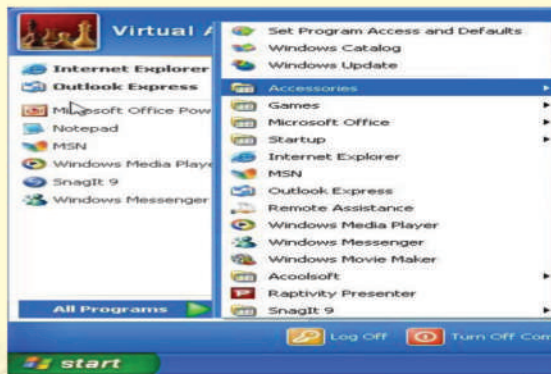 Virtual A
Internet Explorer
Outlook Express
Microsoft Office Pow
Notepad
MSN
Windows Media Playe
SnagIt 9
Windows Messenger
All Programs
Set Program Access and Defaults
Windows Catalog
Windows Update
Accessories
Games
Microsoft Office
Startup
Internet Explorer
MSN
Outlook Express
Remote Assistance
Windows Media Player
Windows Messenger
Windows Movie Maker
Acoolsoft
Raptivity Presenter
SnagIt 9
Log Off
Turn Off Com
start